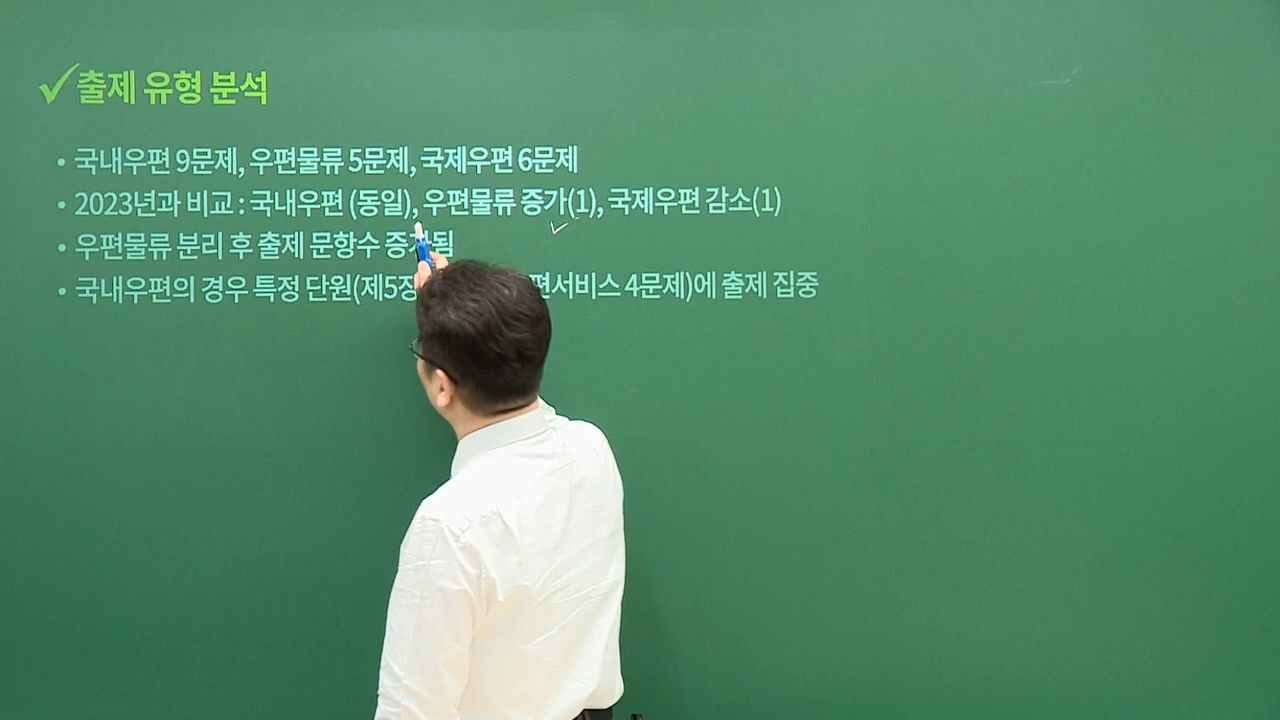 출제 유형 분석
• 국내우편 9문제, 우편물류 5문제, 국제우편 6문제
• 2023년과 비교 : 국내우편 (동일), 우편물류 증가(1), 국제우편 감소(1)
• 우편물류 분리 후 출제 문항수
• 국내우편의 경우 특정 단원(제5장 편서비스 4문제)에 출제 집중